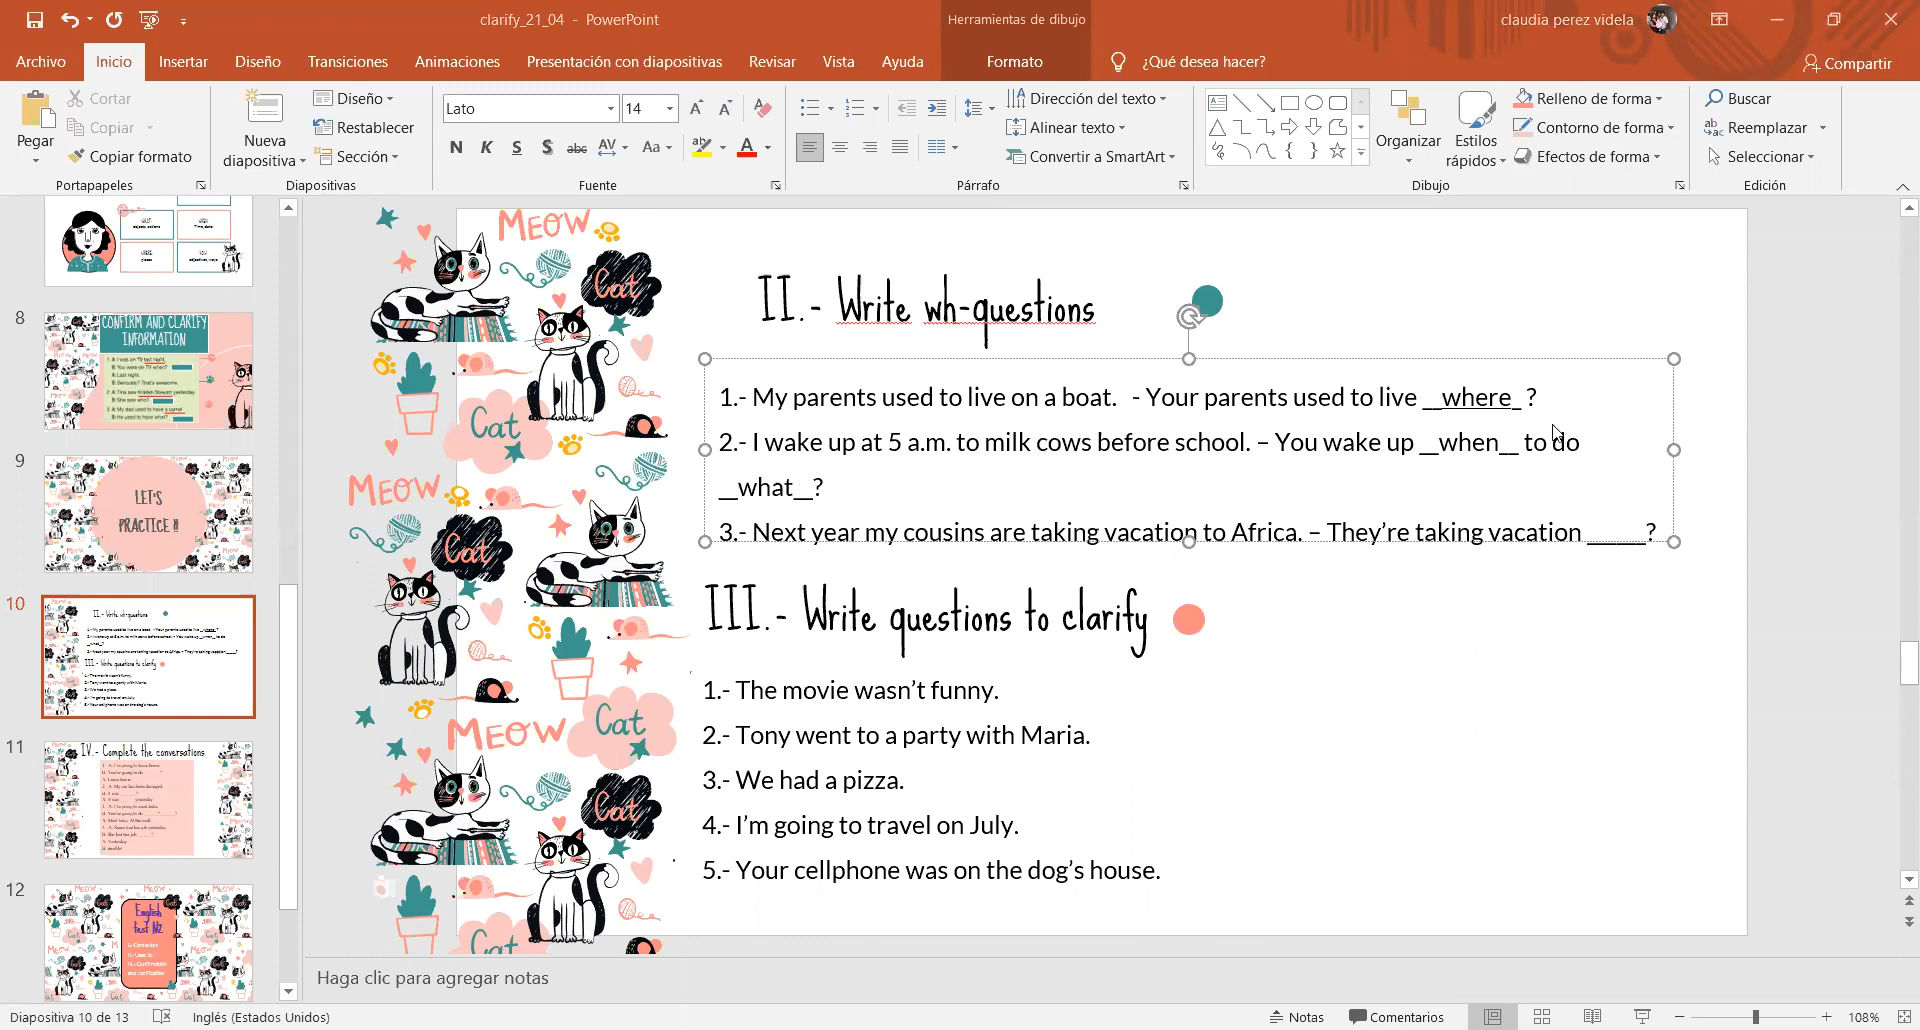 clarify_21_04 - PowerPoint
Herramientas de dibujo
claudia perez videla
Archivo Inicio Insertar Diseño Transiciones Animaciones Presentación con diapositivas Revisar Vista Ayuda Formato ¿Qué desea hacer? Compartir
Pegar
Cortar
Copiar
Copiar formato
Portapapeles
Nueva diapositiva
Diseño
Restablecer
Sección
Diapositivas
Lato 14
N K S S abc AV Aa A
Fuente
Dirección del texto
Alinear texto
Convertir a SmartArt
Párrafo
Organizar
Estilos rápidos
Relleno de forma
Contorno de forma
Efectos de forma
Dibujo
Buscar
Reemplazar
Seleccionar
Edición
8
CONFIRM AND CLARIFY
INFORMATION
9
LET'S
PRACTICE !!
10
11
IV.- Complete the conversations
12
English
test N2
MEOW
Cat
II.- Write wh-questions
1.- My parents used to live on a boat. - Your parents used to live __where_ ?
2.- I wake up at 5 a.m. to milk cows before school. – You wake up __when__ to do
__what__?
3.- Next year my cousins are taking vacation to Africa. – They’re taking vacation _____?
III.- Write questions to clarify
1.- The movie wasn’t funny.
2.- Tony went to a party with Maria.
3.- We had a pizza.
4.- I’m going to travel on July.
5.- Your cellphone was on the dog’s house.
Haga clic para agregar notas
Diapositiva 10 de 13 Inglés (Estados Unidos) Notas Comentarios 108%